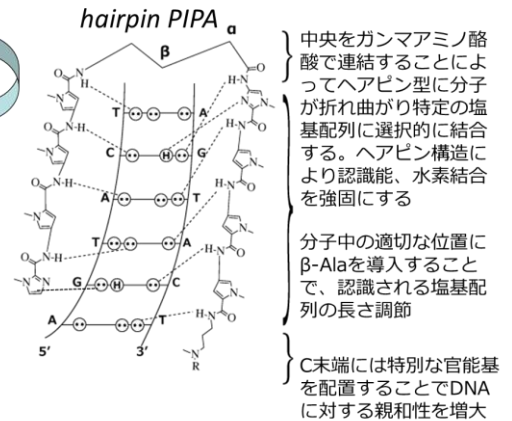 hairpin PIPA
α
β
O
H
N
H
N
O
N
N
T
A
O
N
H
H
N
O
N
C
H
G
N
O
N
H
H
N
O
N
A
T
N
O
N
H
H
N
O
T
A
N
N
N
G
H
C
H
N
O
A
T
5’
3’
N
R
中央をガンマアミノ酪
酸で連結することによ
ってヘアピン型に分子
が折れ曲がり特定の塩
基配列に選択的に結合
する。ヘアピン構造に
より認識能、水素結合
を強固にする
分子中の適切な位置に
β-Alaを導入すること
で、認識される塩基配
列の長さ調節
C末端には特別な官能基
を配置することでDNA
に対する親和性を増大